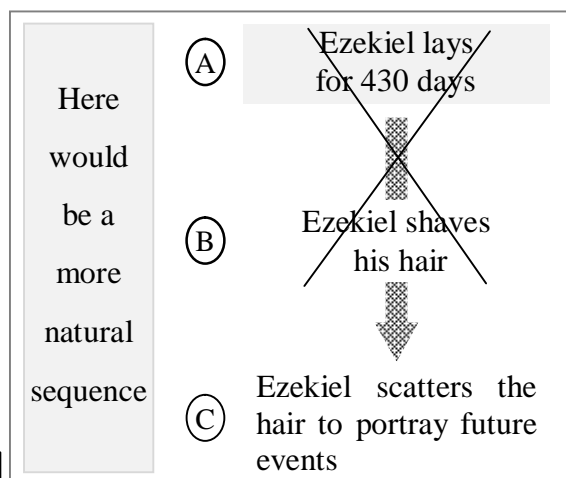 Here
would
be a
more
natural
sequence
A
Ezekiel lays
for 430 days
B
Ezekiel shaves
his hair
C
Ezekiel scatters the
hair to portray future
events